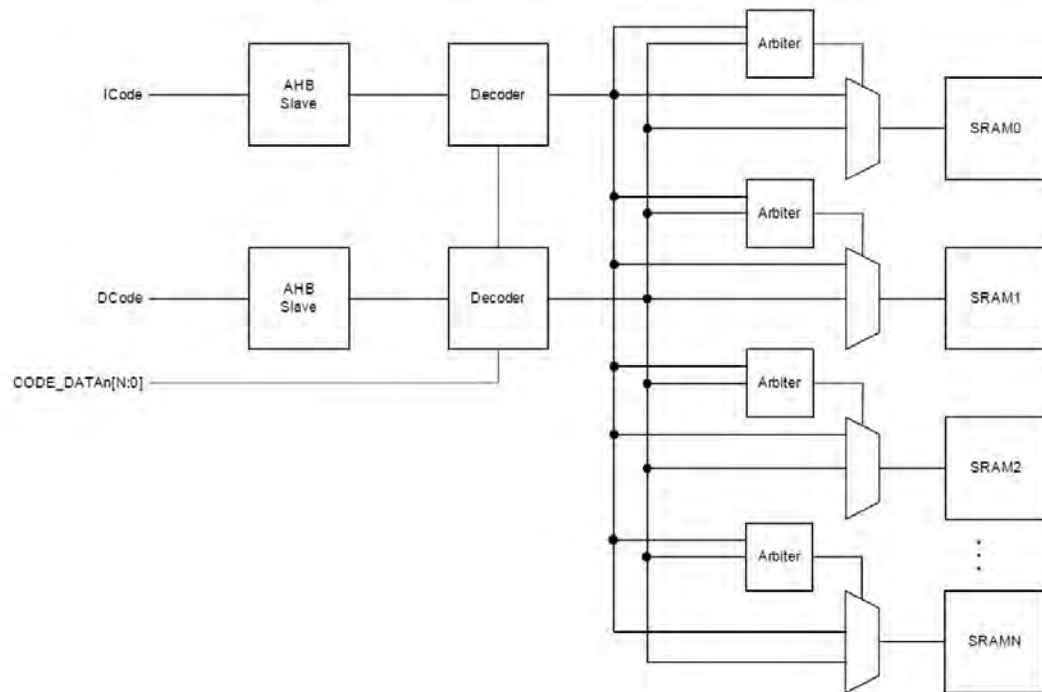 Arbiter
ICode
AHB
Slave
Decoder
SRAM0
Arbiter
DCode
AHB
Slave
Decoder
SRAM1
CODE_DATAn[N:0]
Arbiter
SRAM2
Arbiter
SRAMN